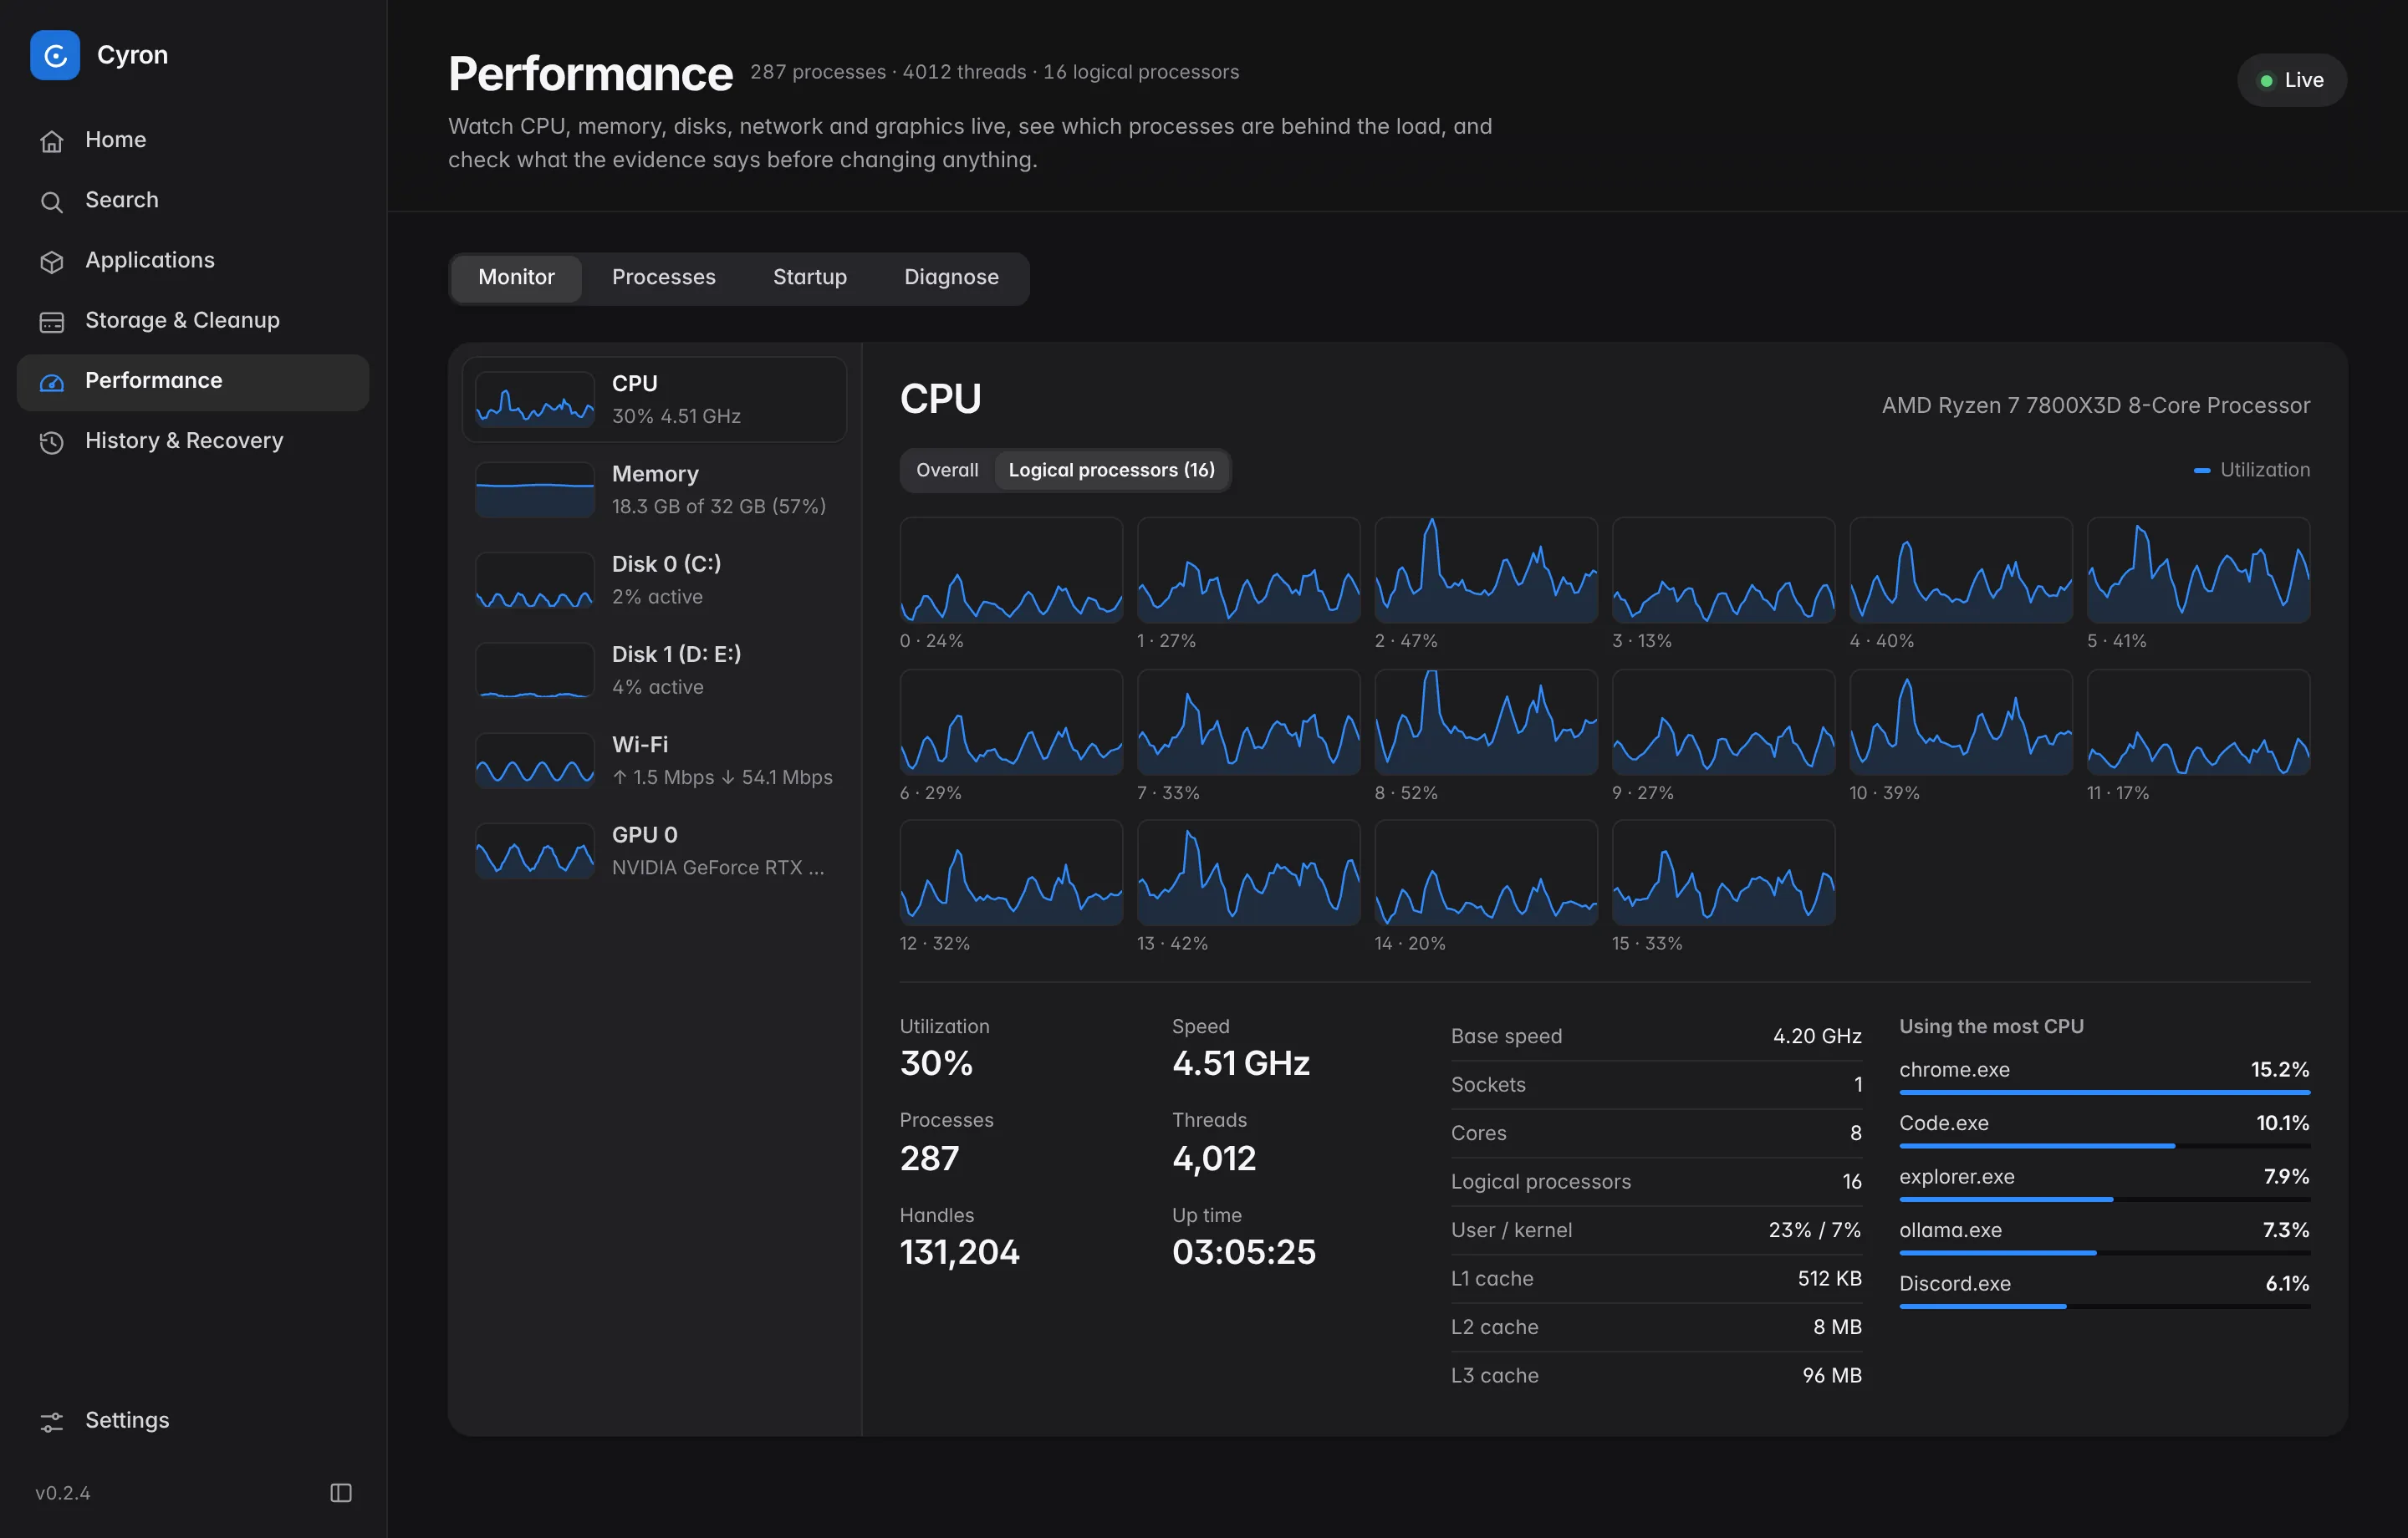 Cyron
Home
Search
Applications
Storage & Cleanup
Performance
History & Recovery
Settings
v0.2.4
Performance 287 processes · 4012 threads · 16 logical processors
Watch CPU, memory, disks, network and graphics live, see which processes are behind the load, and
check what the evidence says before changing anything.
Live
Monitor Processes Startup Diagnose
CPU
30% 4.51 GHz
Memory
18.3 GB of 32 GB (57%)
Disk 0 (C:)
2% active
Disk 1 (D: E:)
4% active
Wi-Fi
↑ 1.5 Mbps ↓ 54.1 Mbps
GPU 0
NVIDIA GeForce RTX ...
CPU
AMD Ryzen 7 7800X3D 8-Core Processor
Overall Logical processors (16)
Utilization
0 · 24% 1 · 27% 2 · 47% 3 · 13% 4 · 40% 5 · 41%
6 · 29% 7 · 33% 8 · 52% 9 · 27% 10 · 39% 11 · 17%
12 · 32% 13 · 42% 14 · 20% 15 · 33%
Utilization Speed
30% 4.51 GHz
Processes Threads
287 4,012
Handles Up time
131,204 03:05:25
Base speed 4.20 GHz
Sockets 1
Cores 8
Logical processors 16
User / kernel 23% / 7%
L1 cache 512 KB
L2 cache 8 MB
L3 cache 96 MB
Using the most CPU
chrome.exe 15.2%
Code.exe 10.1%
explorer.exe 7.9%
ollama.exe 7.3%
Discord.exe 6.1%